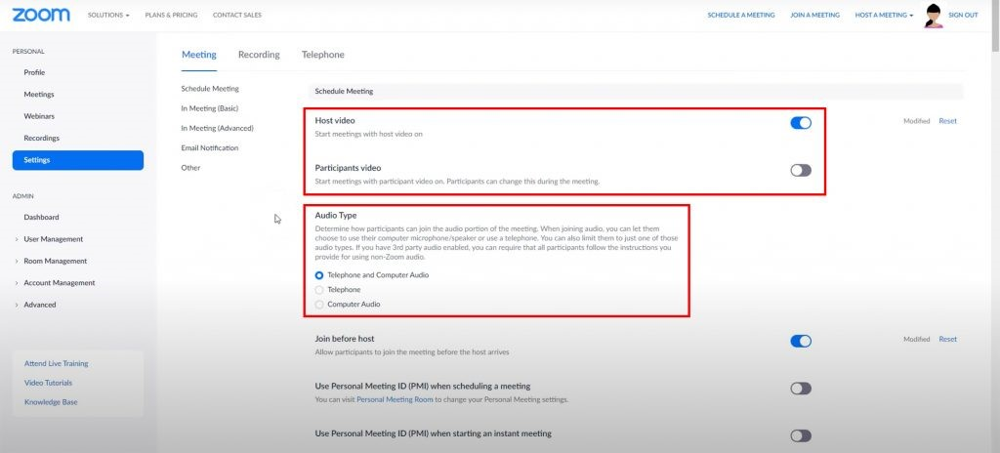 zoom SOLUTIONS PLANS & PRICING CONTACT SALES SCHEDULE A MEETING JOIN A MEETING HOST A MEETING SIGN OUT
PERSONAL
Profile
Meetings
Webinars
Recordings
Settings
ADMIN
Dashboard
User Management
Room Management
Account Management
Advanced
Attend Live Training
Video Tutorials
Knowledge Base
Meeting Recording Telephone
Schedule Meeting
In Meeting (Basic)
In Meeting (Advanced)
Email Notification
Other
Schedule Meeting
Host video
Start meetings with host video on
Modified Reset
Participants video
Start meetings with participant video on. Participants can change this during the meeting.
Audio Type
Determine how participants can join the audio portion of the meeting. When joining audio, you can let them
choose to use their computer microphone/speaker or use a telephone. You can also limit them to just one of those
audio types. If you have 3rd party audio enabled, you can require that all participants follow the instructions you
provide for using non-Zoom audio.
Telephone and Computer Audio
Telephone
Computer Audio
Join before host
Allow participants to join the meeting before the host arrives
Modified Reset
Use Personal Meeting ID (PMI) when scheduling a meeting
You can visit Personal Meeting Room to change your Personal Meeting settings.
Use Personal Meeting ID (PMI) when starting an instant meeting